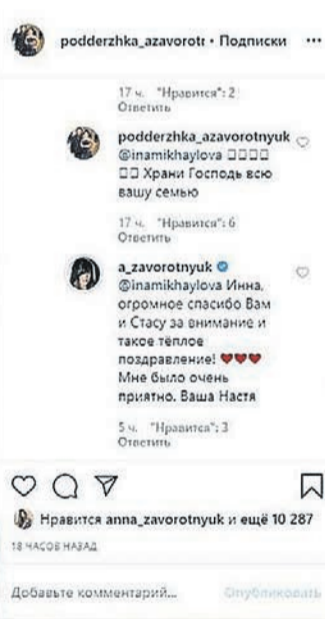 podderzhka_azavorotr • Подписки •••
17 ч. "Нравится": 2
Ответить
podderzhka_azavorotnyuk
@inamikhaylova □□□□
□□ Храни Господь всю
вашу семью
17 ч. "Нравится": 6
Ответить
a_zavorotnyuk
@inamikhaylova Инна,
огромное спасибо Вам
и Стасу за внимание и
такое тёплое
поздравление! ❤❤❤
Мне было очень
приятно. Ваша Настя
5 ч. "Нравится": 3
Ответить
Нравится anna_zavorotnyuk и ещё 10 287
18 ЧАСОВ НАЗАД
Добавьте комментарий... Опубликовать